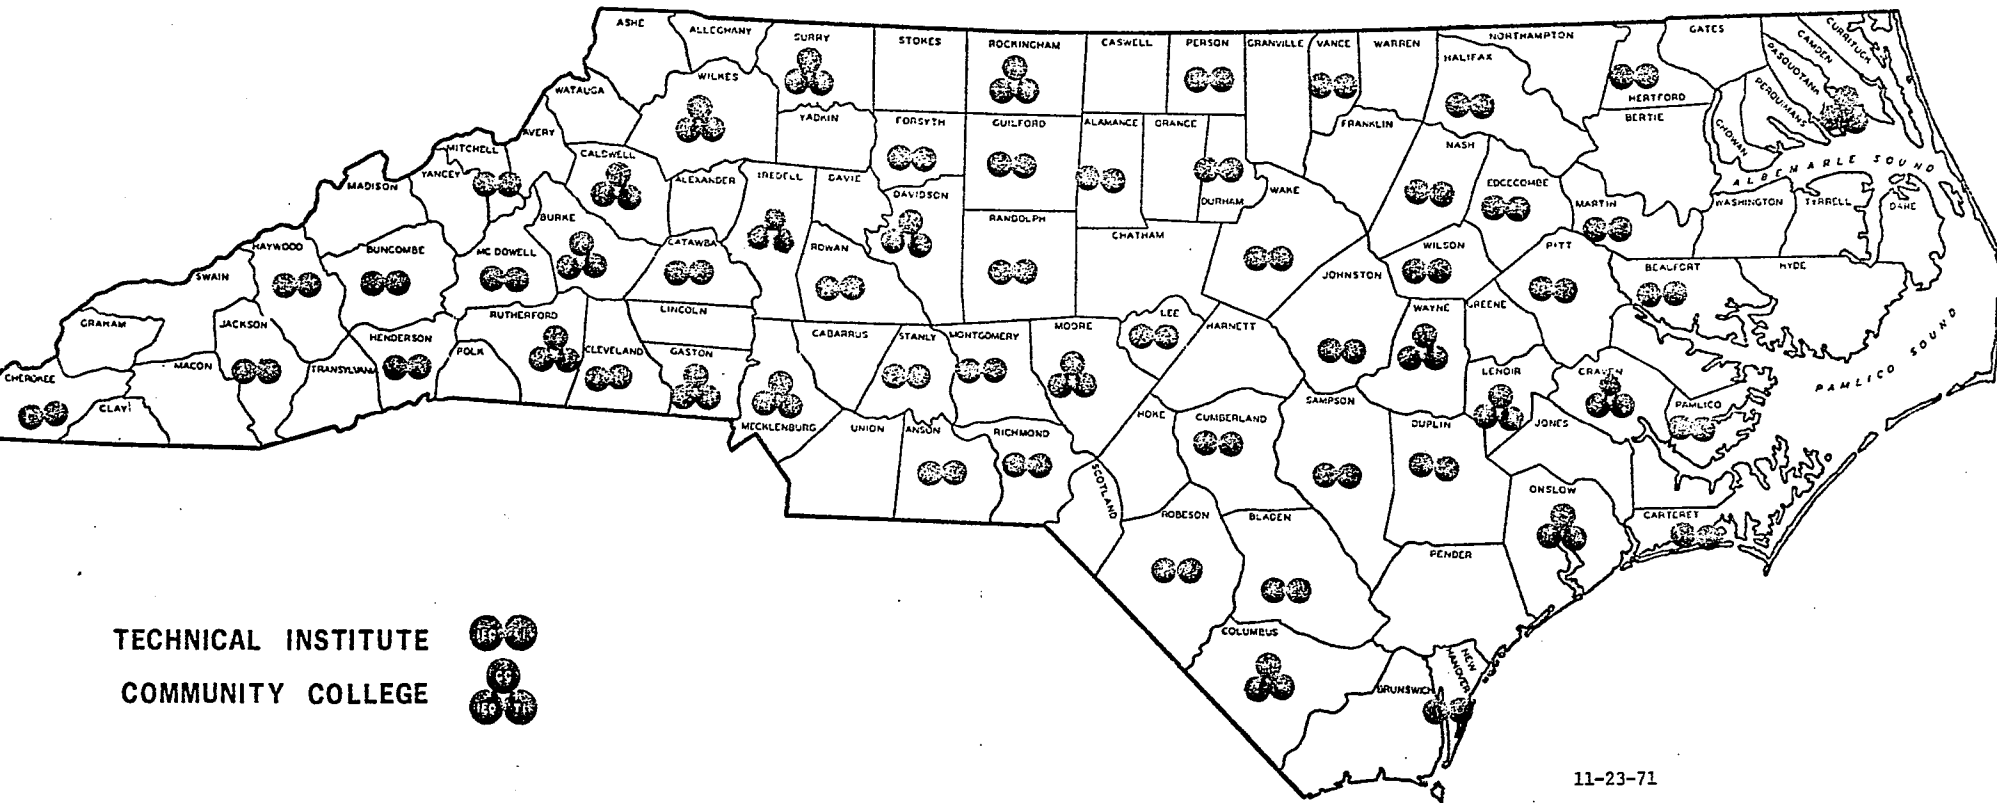 ASHE
ALLEGHANY
SURRY
STOKES
ROCKINGHAM
CASWELL
PERSON
GRANVILLE
VANCE
WARREN
NORTHAMPTON
GATES
CURRITUCK
CAMDEN
PASQUOTANK
PERQUIMANS
CHOWAN
HALIFAX
HERTFORD
BERTIE
WILKES
WATAUGA
YADKIN
FORSYTH
GUILFORD
ALAMANCE
ORANGE
DURHAM
FRANKLIN
NASH
EDGECOMBE
MARTIN
ALBEMARLE SOUND
WASHINGTON
TYRRELL
DARE
AVERY
MITCHELL
YANCEY
MADISON
CALDWELL
ALEXANDER
IREDELL
DAVIE
DAVIDSON
RANDOLPH
CHATHAM
WAKE
WILSON
PITT
BEAUFORT
HYDE
BURKE
CATAWBA
ROWAN
MC DOWELL
BUNCOMBE
HAYWOOD
SWAIN
GRAHAM
JACKSON
HENDERSON
RUTHERFORD
POLK
LINCOLN
CLEVELAND
GASTON
CABARRUS
STANLY
MONTGOMERY
MOORE
LEE
HARNETT
JOHNSTON
WAYNE
GREENE
LENOIR
CRAVEN
PAMLICO
PAMLICO SOUND
CHEROKEE
CLAY
MACON
TRANSYLVANIA
MECKLENBURG
UNION
ANSON
RICHMOND
SCOTLAND
HOKE
CUMBERLAND
SAMPSON
DUPLIN
JONES
ONSLOW
CARTERET
ROBESON
BLADEN
PENDER
COLUMBUS
BRUNSWICK
NEW HANOVER
TECHNICAL INSTITUTE
COMMUNITY COLLEGE
CC
11-23-71